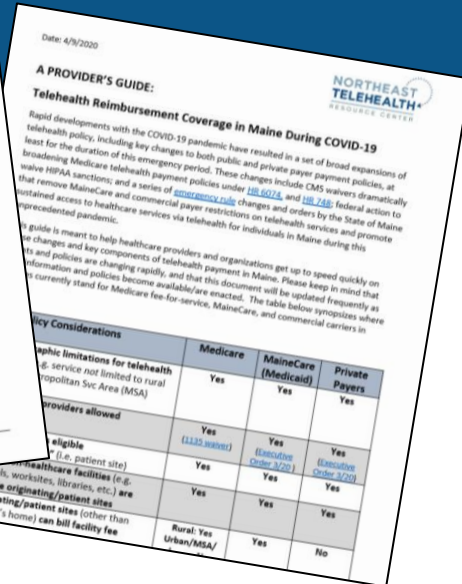 Date: 4/9/2020
NORTHEAST
TELEHEALTH
RESOURCE CENTER
A PROVIDER'S GUIDE:
Telehealth Reimbursement Coverage in Maine During COVID-19
Rapid developments with the COVID-19 pandemic have resulted in a set of broad expansions of
telehealth policy, including key changes to both public and private payer payment policies, at
least for the duration of this emergency period. These changes include CMS waivers dramatically
broadening Medicare telehealth payment policies under HR 6074, and HR 748; federal action to
waive HIPAA sanctions; and a series of emergency rule changes and orders by the State of Maine
that remove MaineCare and commercial payer restrictions on telehealth services and promote
sustained access to healthcare services via telehealth for individuals in Maine during this
unprecedented pandemic.
guide is meant to help healthcare providers and organizations get up to speed quickly on
changes and key components of telehealth payment in Maine. Please keep in mind that
and policies are changing rapidly, and that this document will be updated frequently as
information and policies become available/are enacted. The table below synopsizes where
currently stand for Medicare fee-for-service, MaineCare, and commercial carriers in
Considerations
Medicare
MaineCare
(Medicaid)
Private
Payers
limitations for telehealth
service not limited to rural
Svc Area (MSA)
Yes
Yes
Yes
providers allowed
Yes
(1135 waiver)
Yes
(Executive
Order 3/20)
Yes
(Executive
Order 3/20)
eligible
(i.e. patient site)
Yes
Yes
Yes
healthcare facilities (e.g.
worksites, libraries, etc.) are
originating/patient sites
Yes
Yes
Yes
sites (other than
home) can bill facility fee
Rural: Yes
Urban/MSA/
Yes
No